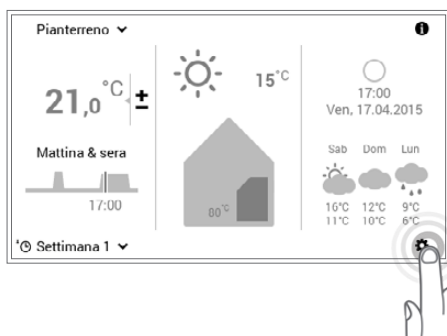 Pianterreno
21,0 °C ±
Mattina & sera
17:00
Settimana 1
15°C
80°C
17:00
Ven, 17.04.2015
Sab Dom Lun
16°C 12°C 9°C
11°C 10°C 6°C